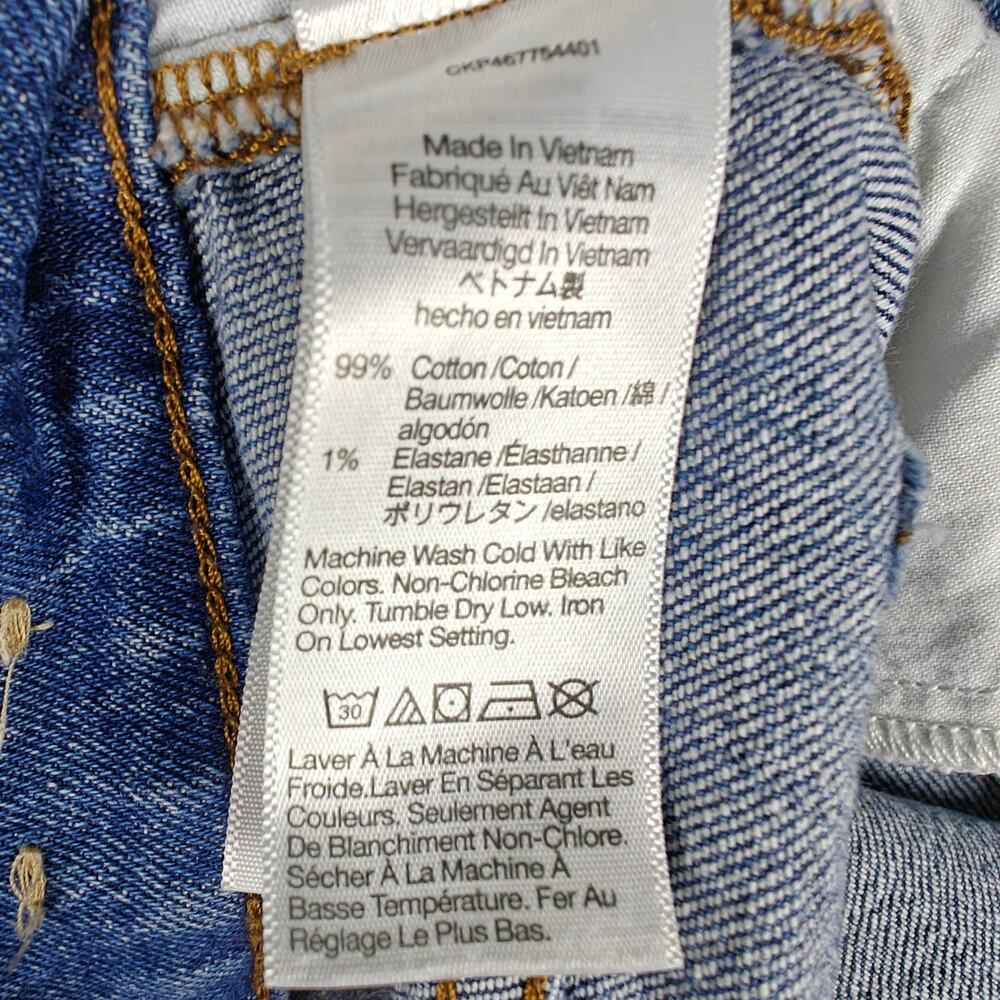 CKP467754401
Made In Vietnam
Fabriqué Au Viêt Nam
Hergestellt In Vietnam
Vervaardigd In Vietnam
ベトナム製
hecho en vietnam
99% Cotton /Coton /
Baumwolle /Katoen /綿 /
algodón
1% Elastane /Élasthanne /
Elastan /Elastaan /
ポリウレタン /elastano
Machine Wash Cold With Like
Colors. Non-Chlorine Bleach
Only. Tumble Dry Low. Iron
On Lowest Setting.
30
Laver À La Machine À L'eau
Froide.Laver En Séparant Les
Couleurs. Seulement Agent
De Blanchiment Non-Chlore.
Sécher À La Machine À
Basse Température. Fer Au
Réglage Le Plus Bas.